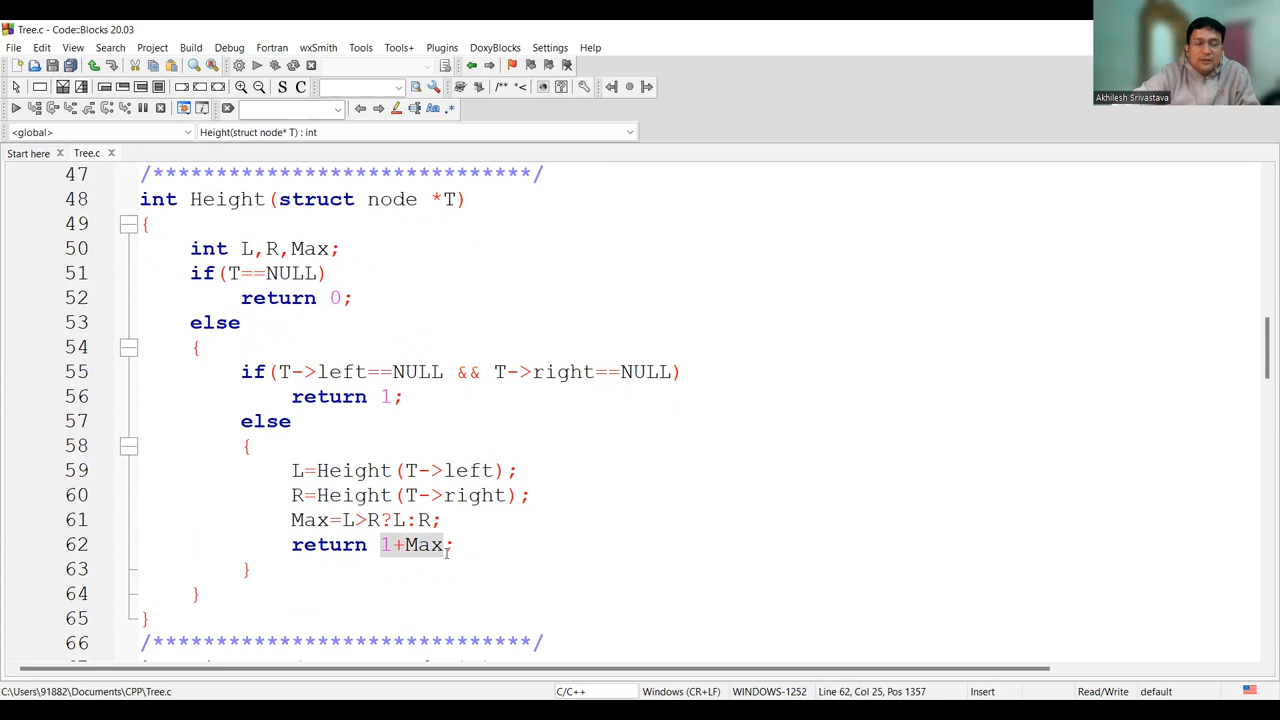 Tree.c - Code::Blocks 20.03
File Edit View Search Project Build Debug Fortran wxSmith Tools Tools+ Plugins DoxyBlocks Settings Help
S C
/** *<
Aa .*
Akhilesh Srivastava
<global> Height(struct node* T) : int
Start here Tree.c
47 /******************************/
48 int Height(struct node *T)
49 {
50 int L,R,Max;
51 if(T==NULL)
52 return 0;
53 else
54 {
55 if(T->left==NULL && T->right==NULL)
56 return 1;
57 else
58 {
59 L=Height(T->left);
60 R=Height(T->right);
61 Max=L>R?L:R;
62 return 1+Max;
63 }
64 }
65 }
66 /******************************/
C:\Users\91882\Documents\CPP\Tree.c C/C++ Windows (CR+LF) WINDOWS-1252 Line 62, Col 25, Pos 1357 Insert Read/Write default